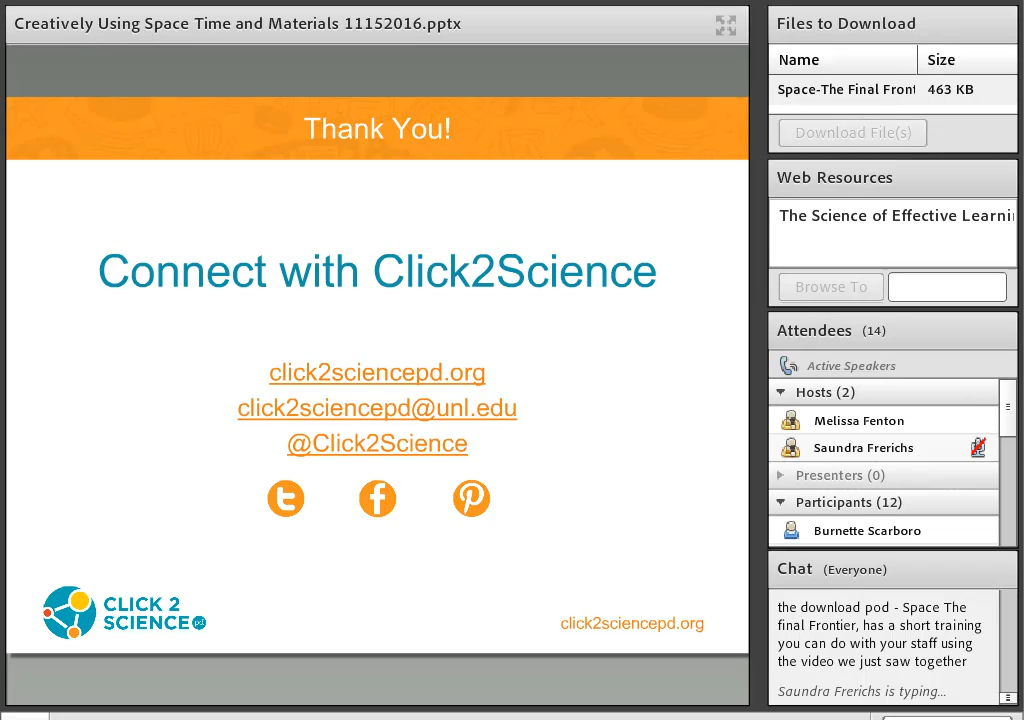 Creatively Using Space Time and Materials 11152016.pptx
Thank You!
Connect with Click2Science
click2sciencepd.org
click2sciencepd@unl.edu
@Click2Science
CLICK 2
SCIENCE pd
click2sciencepd.org
Files to Download
Name Size
Space-The Final Front 463 KB
Download File(s)
Web Resources
The Science of Effective Learni
Browse To
Attendees (14)
Active Speakers
Hosts (2)
Melissa Fenton
Saundra Frerichs
Presenters (0)
Participants (12)
Burnette Scarboro
Chat (Everyone)
the download pod - Space The
final Frontier, has a short training
you can do with your staff using
the video we just saw together
Saundra Frerichs is typing...